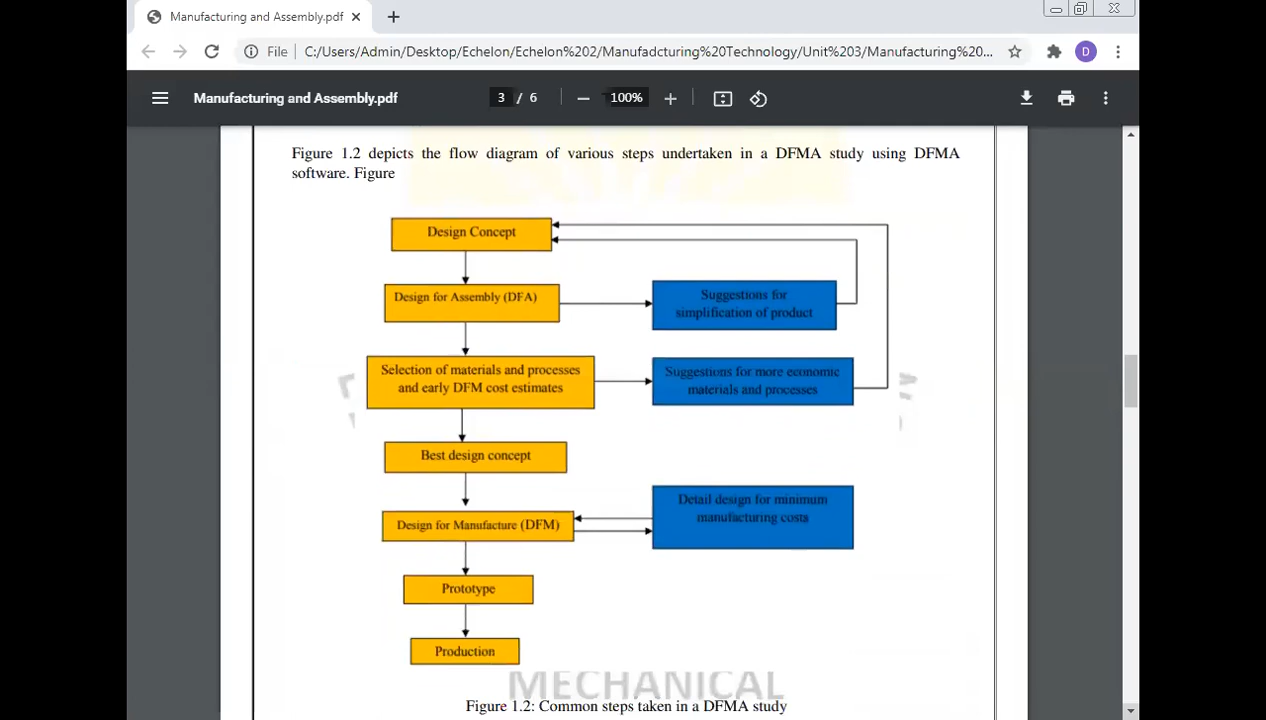 Manufacturing and Assembly.pdf
File
C:/Users/Admin/Desktop/Echelon/Echelon%202/Manufadcturing%20Technology/Unit%203/Manufacturing%20...
D
Manufacturing and Assembly.pdf
3 / 6
100%
Figure 1.2 depicts the flow diagram of various steps undertaken in a DFMA study using DFMA
software. Figure
Design Concept
Design for Assembly (DFA)
Suggestions for
simplification of product
Selection of materials and processes
and early DFM cost estimates
Suggestions for more economic
materials and processes
Best design concept
Design for Manufacture (DFM)
Detail design for minimum
manufacturing costs
Prototype
Production
MECHANICAL
Figure 1.2: Common steps taken in a DFMA study